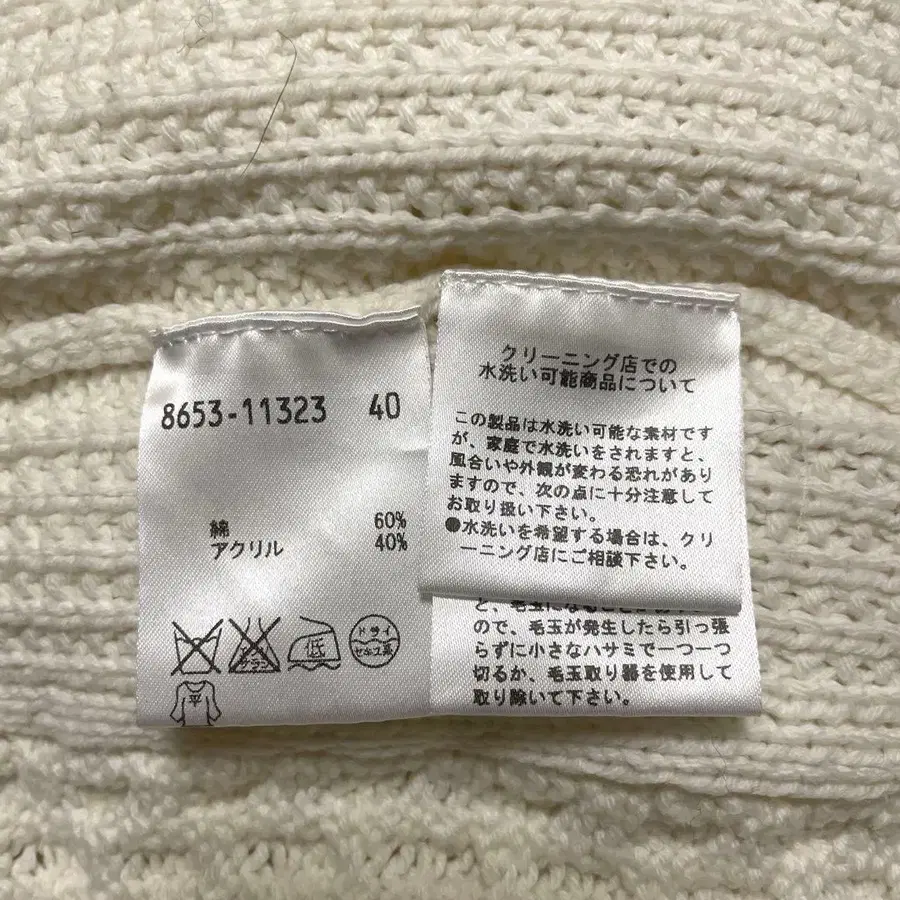 8653-11323 40
綿 60%
アクリル 40%
低
ドライ
セキユ系
平
クリーニング店での
水洗い可能商品について
この製品は水洗い可能な素材です
が、家庭で水洗いをされますと、
風合いや外観が変わる恐れがあり
ますので、次の点に十分注意して
お取り扱い下さい。
●水洗いを希望する場合は、クリ
ーニング店にご相談下さい。
ので、毛玉が発生したら引っ張
らずに小さなハサミで一つ一つ
切るか、毛玉取り器を使用して
取り除いて下さい。